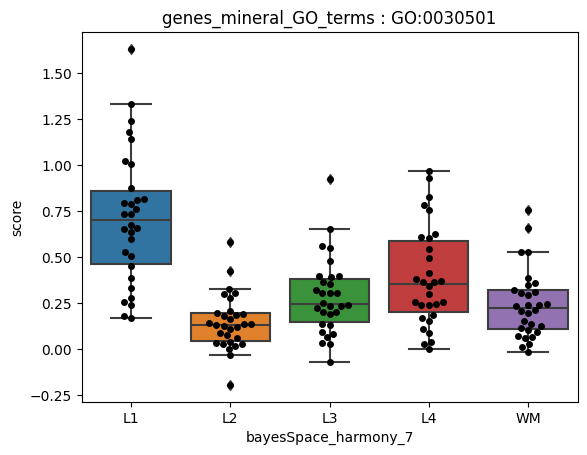 genes_mineral_GO_terms : GO:0030501
score
1.50
1.25
1.00
0.75
0.50
0.25
0.00
−0.25
L1 L2 L3 L4 WM
bayesSpace_harmony_7